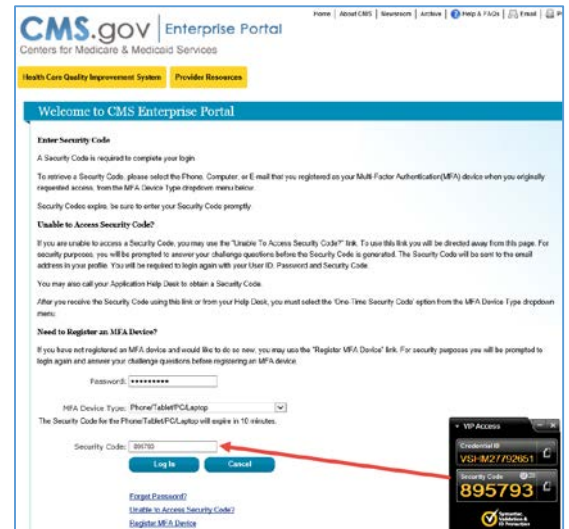 Home | About CMS | Newsroom | Archive | Help & FAQs | Email |
CMS.gov | Enterprise Portal
Centers for Medicare & Medicaid Services
Health Care Quality Improvement System Provider Resources
Welcome to CMS Enterprise Portal
Enter Security Code
A Security Code is required to complete your login.
To retrieve a Security Code, please select the Phone, Computer, or E-mail that you registered as your Multi-Factor Authentication(MFA) device when you originally
requested access, from the MFA Device Type dropdown menu below.
Security Codes expire, be sure to enter your Security Code promptly.
Unable to Access Security Code?
If you are unable to access a Security Code, you may use the "Unable To Access Security Code?" link. To use this link you will be directed away from this page. For
security purposes, you will be prompted to answer your challenge questions before the Security Code is generated. The Security Code will be sent to the email
address in your profile. You will be required to login again with your User ID, Password and Security Code.
You may also call your Application Help Desk to obtain a Security Code.
After you receive the Security Code using this link or from your Help Desk, you must select the 'One-Time Security Code' option from the MFA Device Type dropdown
menu.
Need to Register an MFA Device?
If you have not registered an MFA device and would like to do so now, you may use the "Register MFA Device" link. For security purposes you will be prompted to
login again and answer your challenge questions before registering an MFA device.
Password:
MFA Device Type: Phone/Tablet/PC/Laptop
The Security Code for the Phone/Tablet/PC/Laptop will expire in 10 minutes.
Security Code: 895793
Log In Cancel
Forgot Password?
Unable to Access Security Code?
Register MFA Device
VIP Access
Credential ID
VSHM27792651
Security Code
895793
Symantec
Validation &
ID Protection